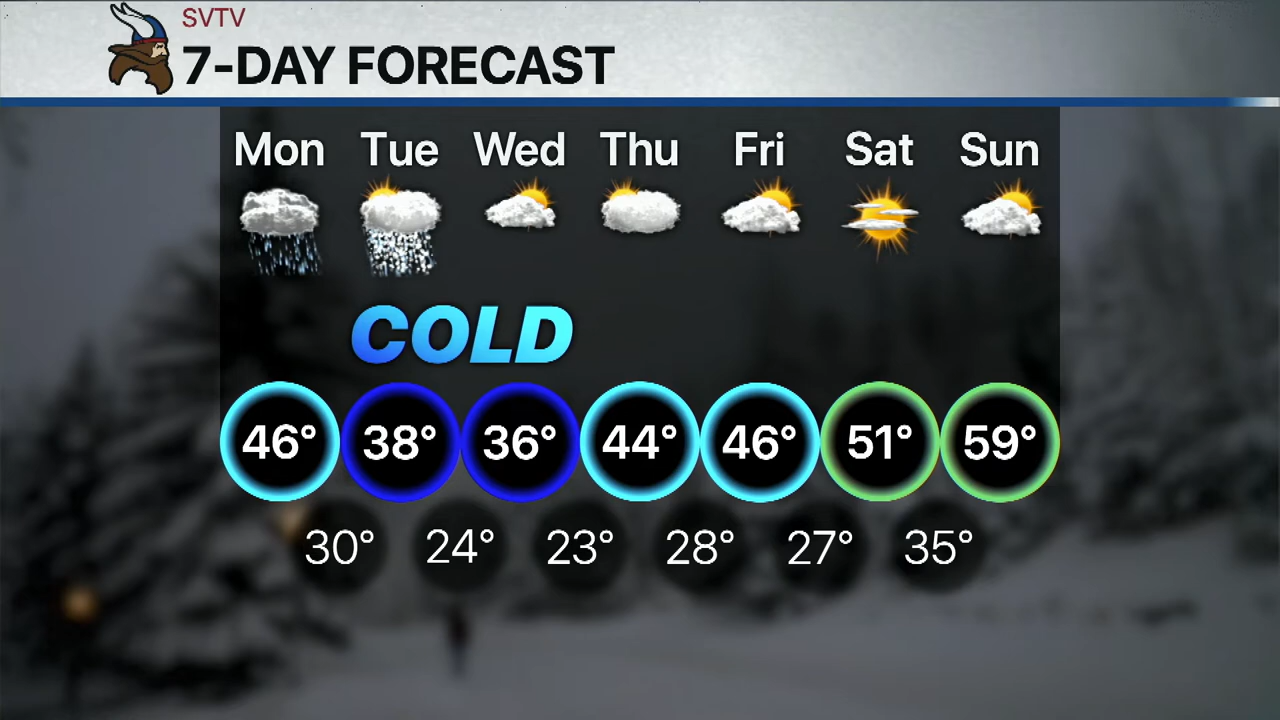 SVTV
7-DAY FORECAST
Mon Tue Wed Thu Fri Sat Sun
COLD
46° 38° 36° 44° 46° 51° 59°
30° 24° 23° 28° 27° 35°